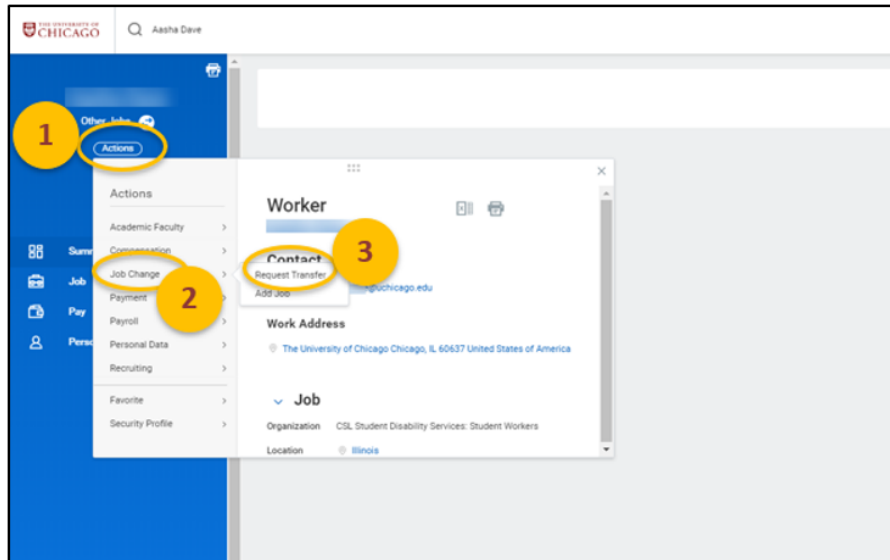 THE UNIVERSITY OF
CHICAGO
Aasha Dave
Other Jobs
1
Actions
Actions
Academic Faculty
Compensation
Job Change
Payment
Payroll
Personal Data
Recruiting
Favorite
Security Profile
2
3
Request Transfer
Add Job
Worker
Contact
@uchicago.edu
Work Address
The University of Chicago Chicago, IL 60637 United States of America
Job
Organization CSL Student Disability Services: Student Workers
Location Illinois
Summ
Job
Pay
Perso